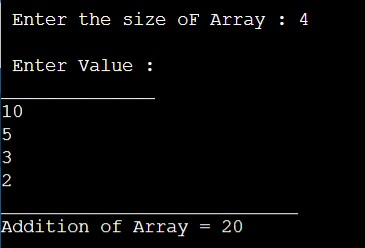 Enter the size oF Array : 4
Enter Value :
10
5
3
2
Addition of Array = 20